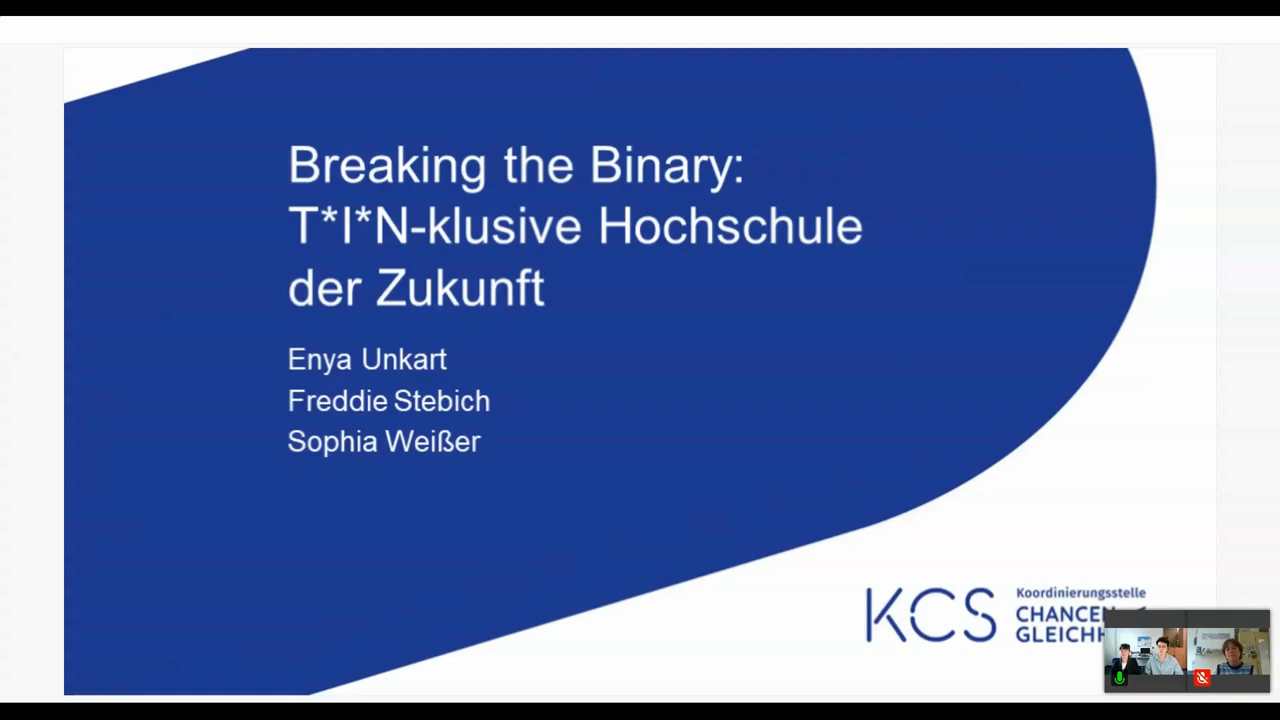 Breaking the Binary:
T*I*N-klusive Hochschule
der Zukunft
Enya Unkart
Freddie Stebich
Sophia Weißer
KCS
Koordinierungsstelle